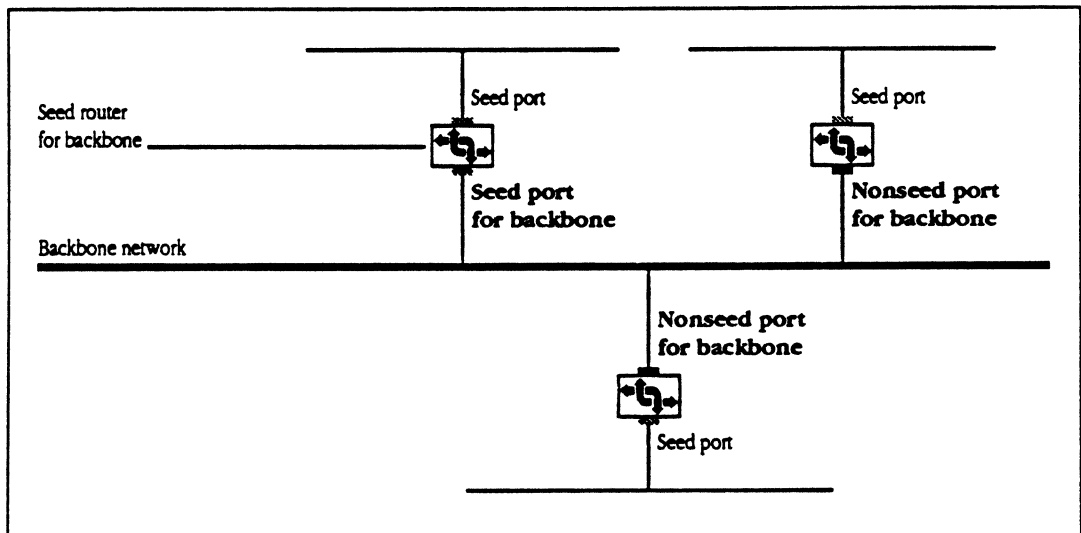 Seed port
Seed port
Seed router
for backbone
Seed port
for backbone
Nonseed port
for backbone
Backbone network
Nonseed port
for backbone
Seed port